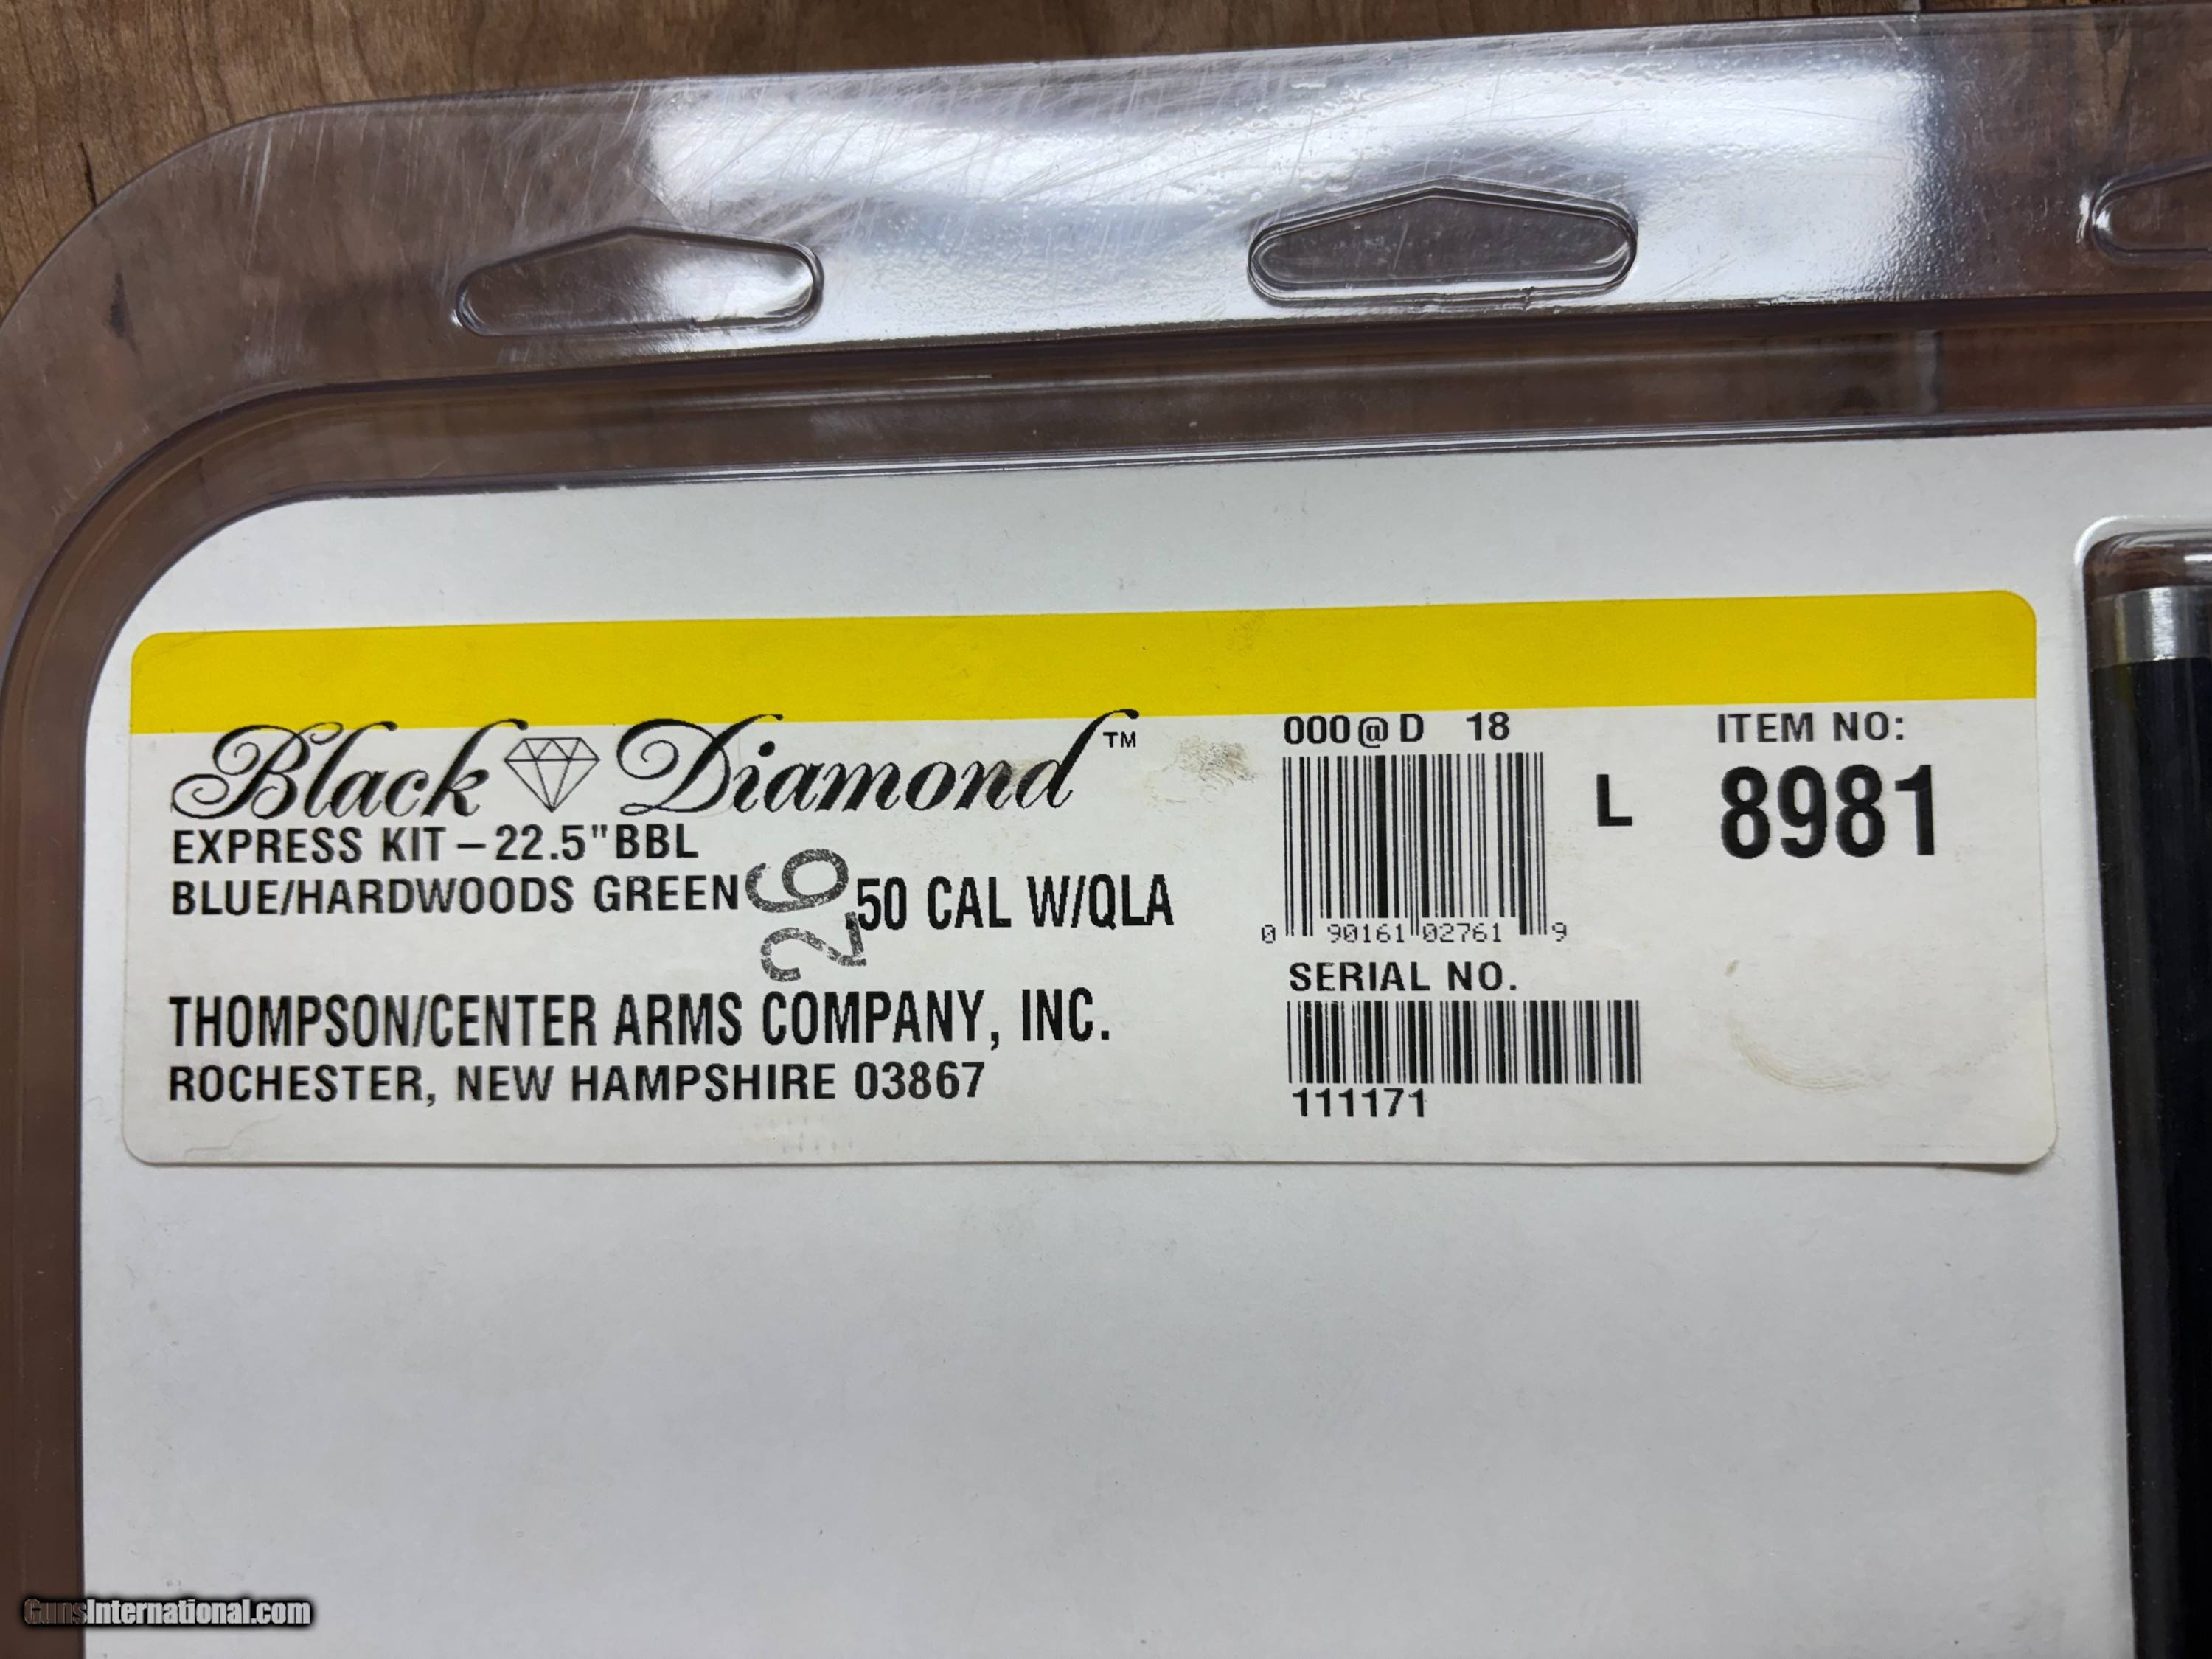 Black Diamond™
EXPRESS KIT – 22.5" BBL
BLUE/HARDWOODS GREEN
26
.50 CAL W/QLA
THOMPSON/CENTER ARMS COMPANY, INC.
ROCHESTER, NEW HAMPSHIRE 03867
000@D 18
0 90161 02761 9
L
SERIAL NO.
111171
ITEM NO:
8981
GunsInternational.com